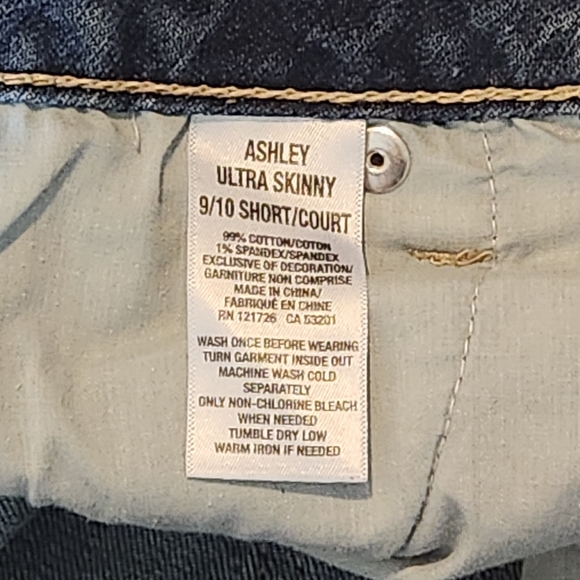 ASHLEY
ULTRA SKINNY
9/10 SHORT/COURT
99% COTTON/COTON
1% SPANDEX/SPANDEX
EXCLUSIVE OF DECORATION/
GARNITURE NON COMPRISE
MADE IN CHINA/
FABRIQUÉ EN CHINE
RN 121726 CA 53201
WASH ONCE BEFORE WEARING
TURN GARMENT INSIDE OUT
MACHINE WASH COLD
SEPARATELY
ONLY NON-CHLORINE BLEACH
WHEN NEEDED
TUMBLE DRY LOW
WARM IRON IF NEEDED